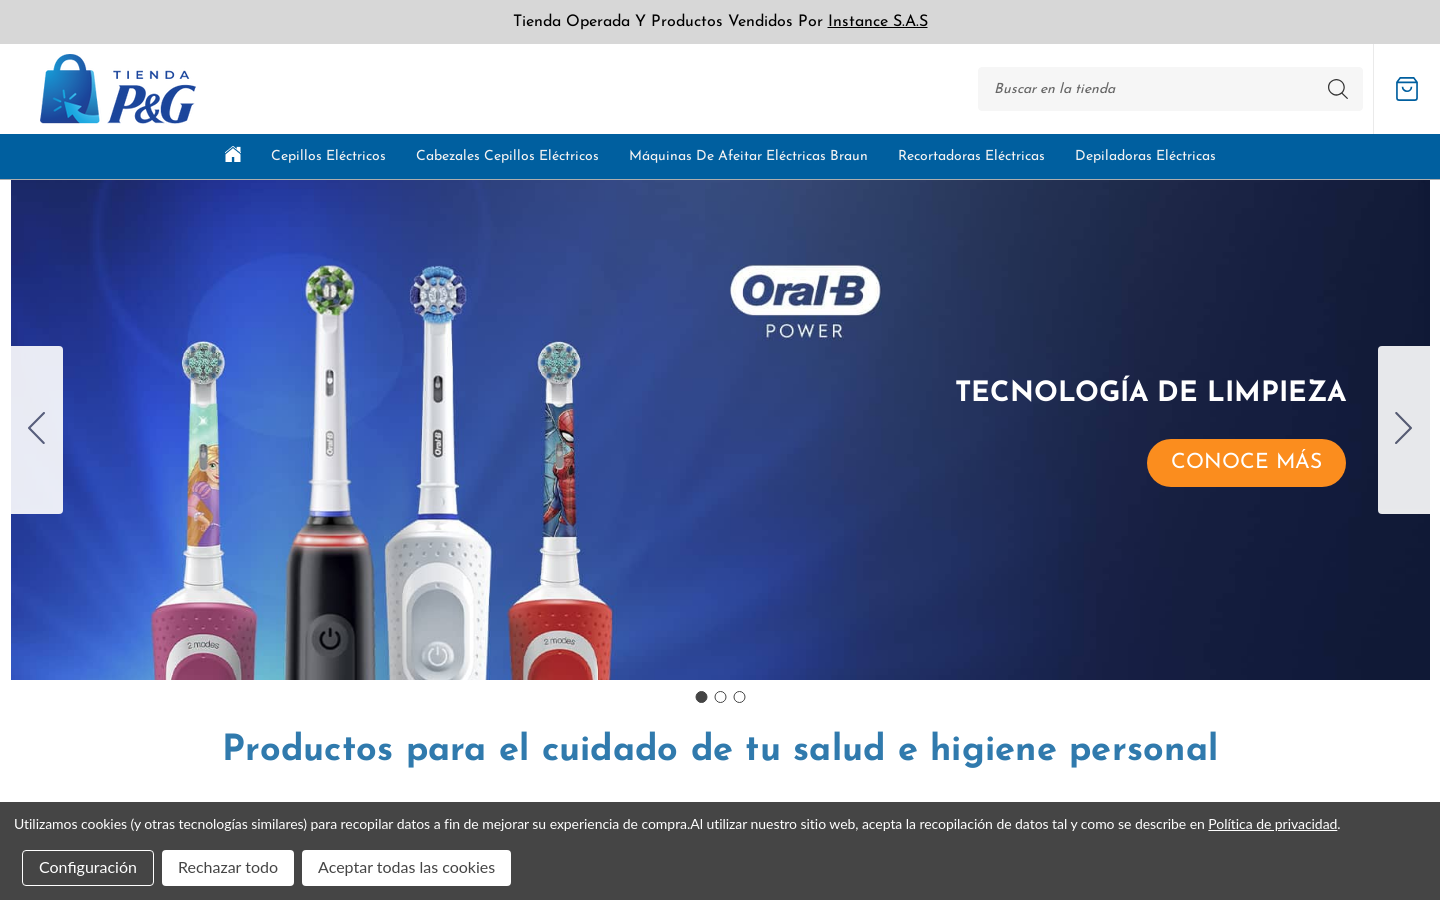 Tienda Operada Y Productos Vendidos Por Instance S.A.S
TIENDA
P&G
Buscar en la tienda
Cepillos Eléctricos
Cabezales Cepillos Eléctricos
Máquinas De Afeitar Eléctricas Braun
Recortadoras Eléctricas
Depiladoras Eléctricas
Oral-B
POWER
TECNOLOGÍA DE LIMPIEZA
CONOCE MÁS
Oral-B
Oral-B
2 modes
2 modes
Productos para el cuidado de tu salud e higiene personal
Utilizamos cookies (y otras tecnologías similares) para recopilar datos a fin de mejorar su experiencia de compra.Al utilizar nuestro sitio web, acepta la recopilación de datos tal y como se describe en Política de privacidad.
Configuración
Rechazar todo
Aceptar todas las cookies